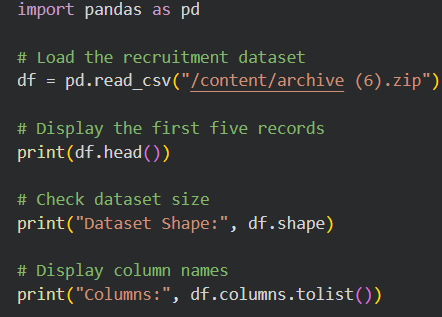 import pandas as pd
# Load the recruitment dataset
df = pd.read_csv("/content/archive (6).zip")
# Display the first five records
print(df.head())
# Check dataset size
print("Dataset Shape:", df.shape)
# Display column names
print("Columns:", df.columns.tolist())